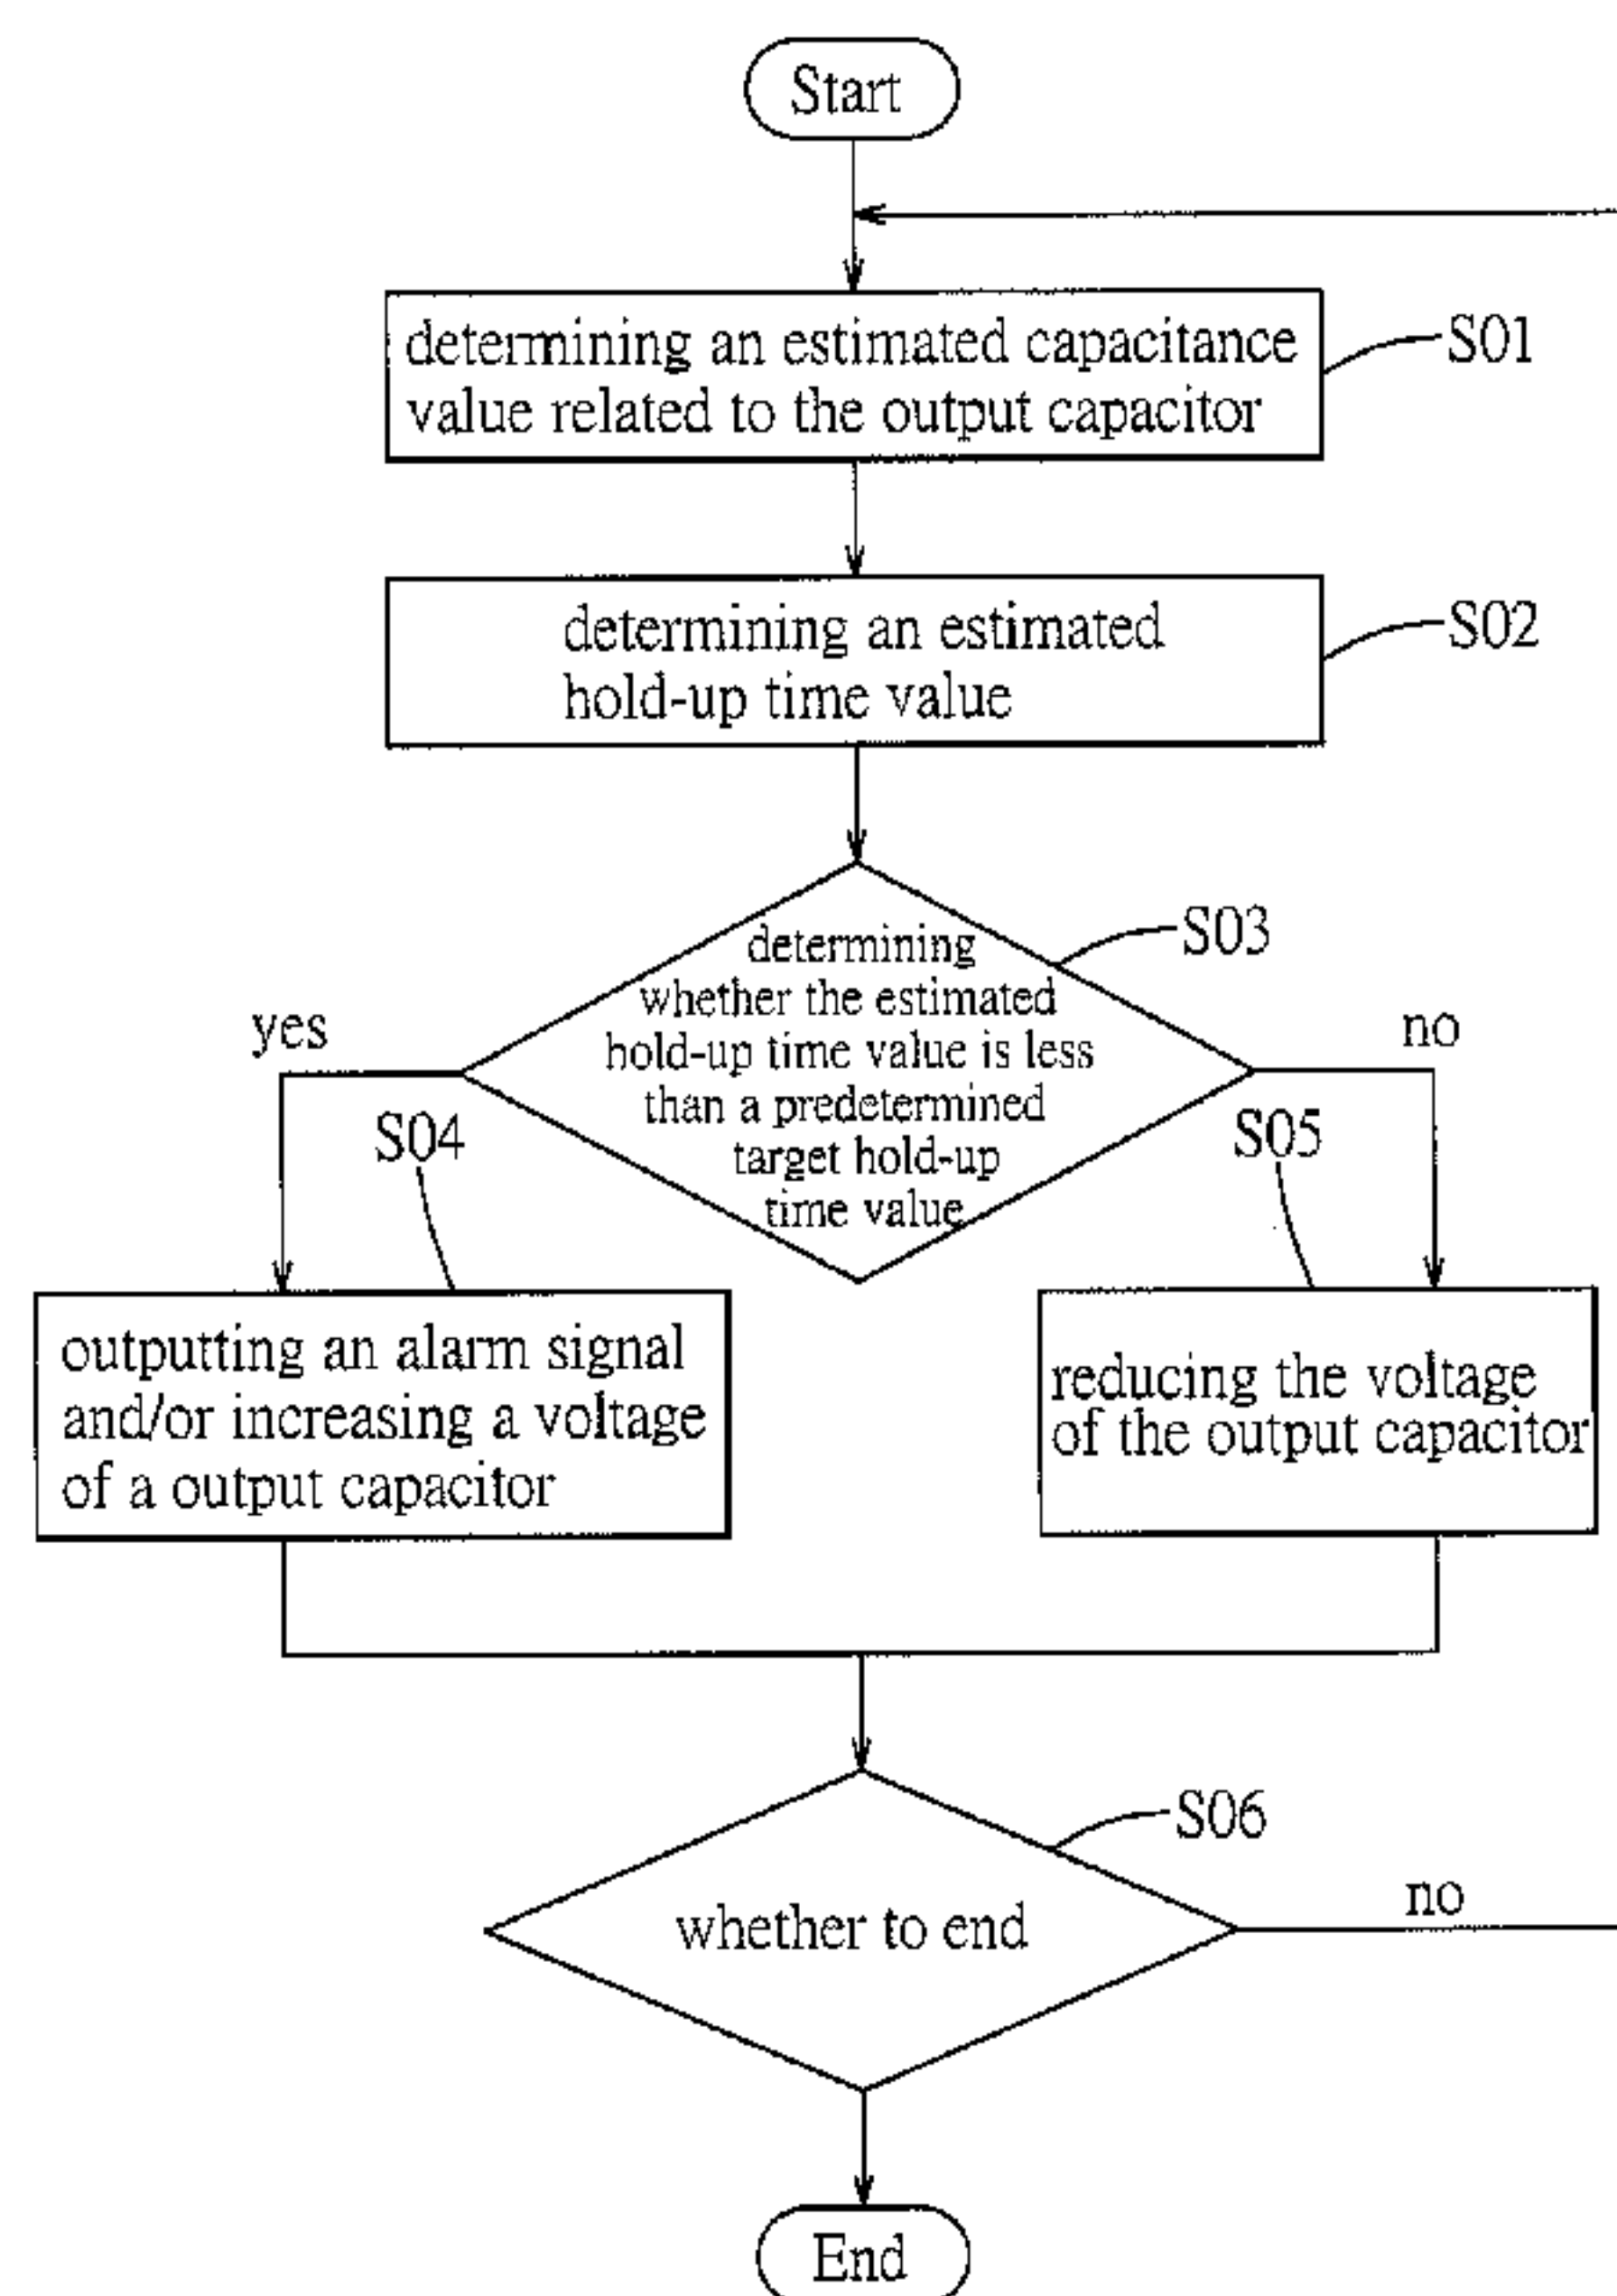 Start
determining an estimated capacitance
value related to the output capacitor
S01
determining an estimated
hold-up time value
S02
determining
whether the estimated
hold-up time value is less
than a predetermined
target hold-up
time value
S03
yes
no
S04
S05
outputting an alarm signal
and/or increasing a voltage
of a output capacitor
reducing the voltage
of the output capacitor
S06
whether to end
no
End